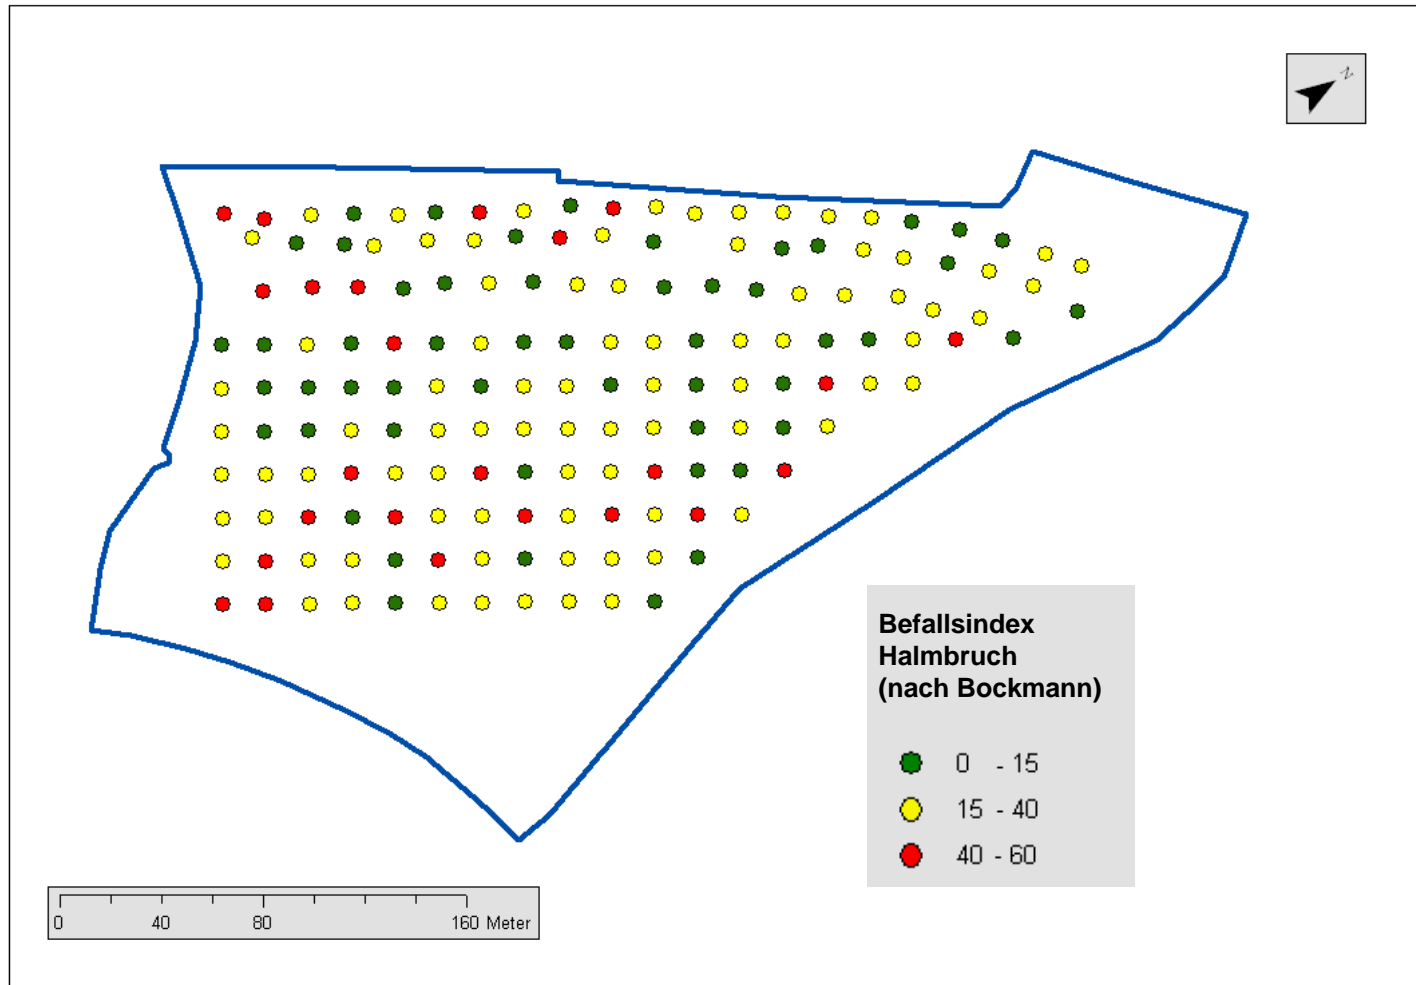 N
Befallsindex
Halmbruch
(nach Bockmann)
0 - 15
15 - 40
40 - 60
0 40 80 160 Meter